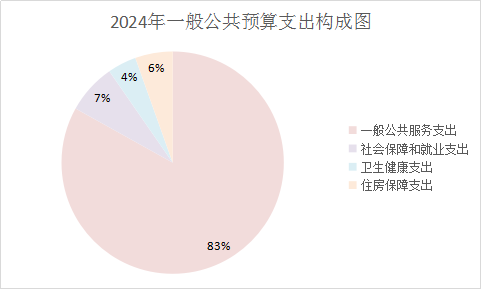 2024年一般公共预算支出构成图
6%
4%
7%
83%
一般公共服务支出
社会保障和就业支出
卫生健康支出
住房保障支出